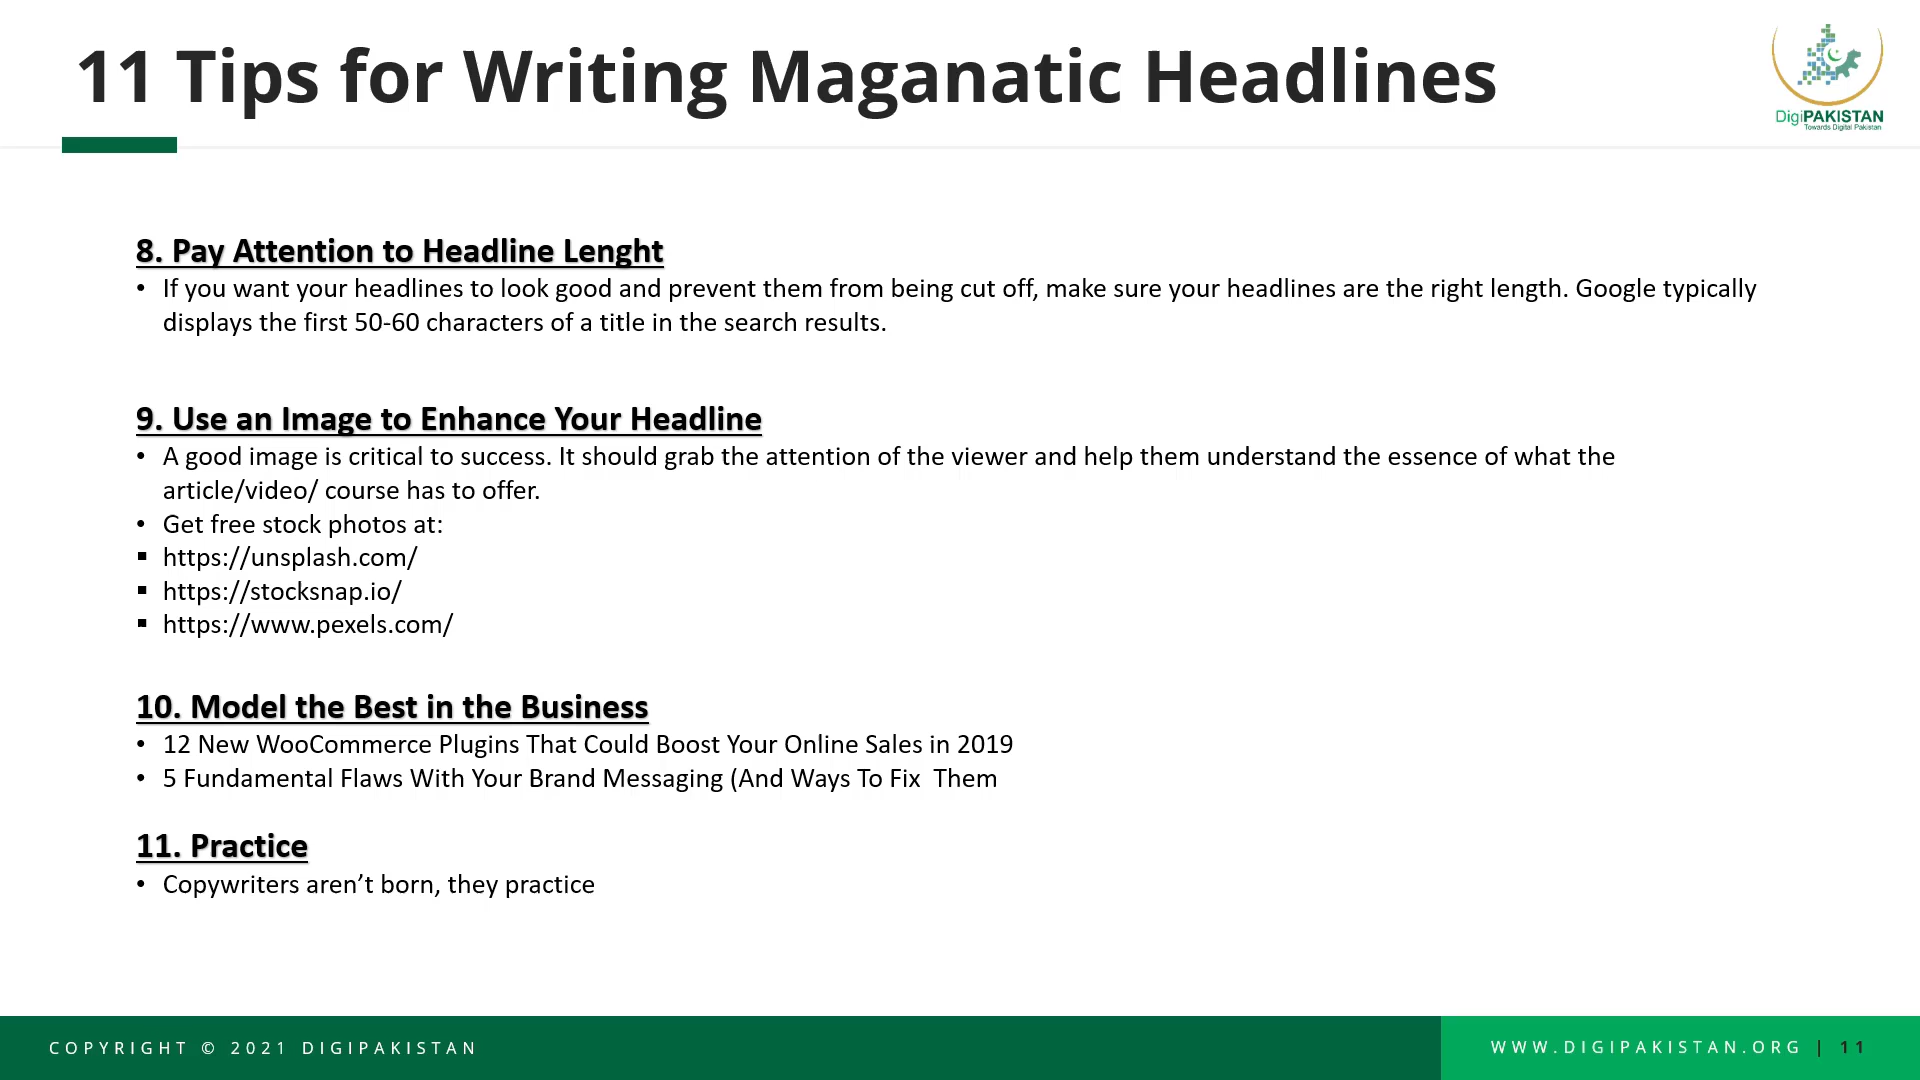 11 Tips for Writing Maganatic Headlines
DigiPAKISTAN
Towards Digital Pakistan
8. Pay Attention to Headline Lenght
• If you want your headlines to look good and prevent them from being cut off, make sure your headlines are the right length. Google typically
displays the first 50-60 characters of a title in the search results.
9. Use an Image to Enhance Your Headline
• A good image is critical to success. It should grab the attention of the viewer and help them understand the essence of what the
article/video/ course has to offer.
• Get free stock photos at:
▪ https://unsplash.com/
▪ https://stocksnap.io/
▪ https://www.pexels.com/
10. Model the Best in the Business
• 12 New WooCommerce Plugins That Could Boost Your Online Sales in 2019
• 5 Fundamental Flaws With Your Brand Messaging (And Ways To Fix  Them
11. Practice
• Copywriters aren’t born, they practice
COPYRIGHT © 2021 DIGIPAKISTAN
WWW.DIGIPAKISTAN.ORG | 11